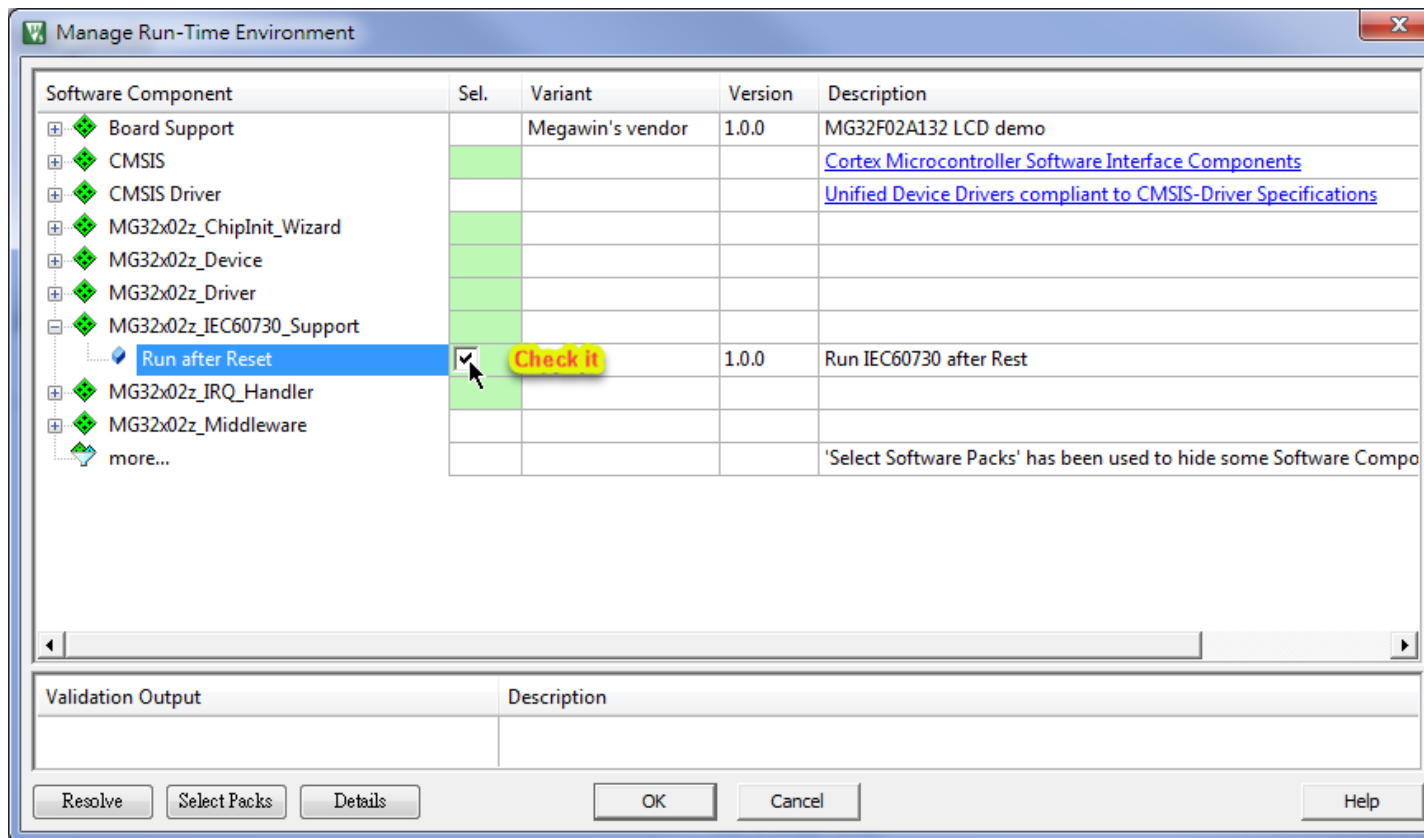 Manage Run-Time Environment
Software Component Sel. Variant Version Description
Board Support Megawin's vendor 1.0.0 MG32F02A132 LCD demo
CMSIS Cortex Microcontroller Software Interface Components
CMSIS Driver Unified Device Drivers compliant to CMSIS-Driver Specifications
MG32x02z_ChipInit_Wizard
MG32x02z_Device
MG32x02z_Driver
MG32x02z_IEC60730_Support
Run after Reset Check it 1.0.0 Run IEC60730 after Rest
MG32x02z_IRQ_Handler
MG32x02z_Middleware
more... 'Select Software Packs' has been used to hide some Software Compo
Validation Output Description
Resolve Select Packs Details OK Cancel Help